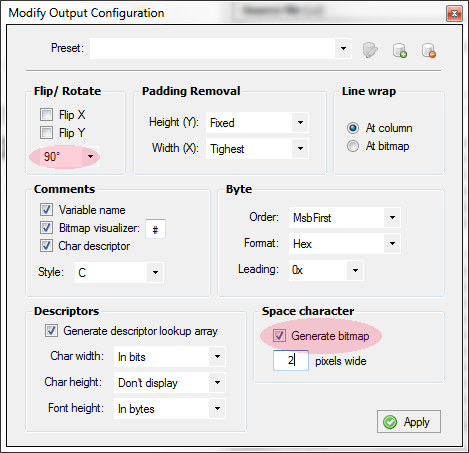 Modify Output Configuration
Preset:
Flip/ Rotate
Flip X
Flip Y
90°
Padding Removal
Height (Y): Fixed
Width (X): Tighest
Line wrap
At column
At bitmap
Comments
Variable name
Bitmap visualizer: #
Char descriptor
Style: C
Byte
Order: MsbFirst
Format: Hex
Leading: 0x
Descriptors
Generate descriptor lookup array
Char width: In bits
Char height: Don't display
Font height: In bytes
Space character
Generate bitmap
2 pixels wide
Apply